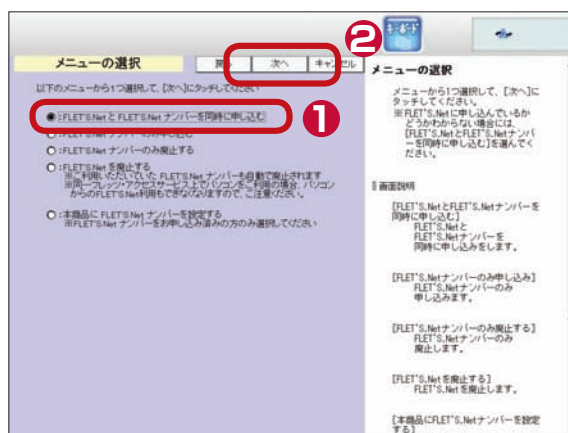 キーボード
❷
メニューの選択
戻る 次へ キャンセル
以下のメニューから1つ選択して、[次へ]にタッチしてください
:FLET'S.Net と FLET'S.Net ナンバーを同時に申し込む
❶
:FLET'S.Net ナンバーのみ申し込む
:FLET'S.Net ナンバーのみ廃止する
:FLET'S.Net を廃止する
※ご利用いただいていた FLET'S.Net ナンバーも自動で廃止されます
※同一フレッツ・アクセスサービス上でパソコンをご利用の場合、パソコン
からのFLET'S.Net利用もできなくなりますので、ご注意ください。
:本商品に FLET'S.Net ナンバーを設定する
※FLET'S.Net ナンバーをお申し込み済みの方のみ選択してください
メニューの選択
メニューから1つ選択して、[次へ]に
タッチしてください。
※FLET'S.Netに申し込んでいるか
どうかわからない場合には、
[FLET'S.NetとFLET'S.Netナンバ
ーを同時に申し込む]を選んでく
ださい。
画面説明
[FLET'S.NetとFLET'S.Netナンバーを
同時に申し込む]
FLET'S.Netと
FLET'S.Netナンバーを
同時に申し込みをします。
[FLET'S.Netナンバーのみ申し込み]
FLET'S.Netナンバーのみ
申し込みます。
[FLET'S.Netナンバーのみ廃止する]
FLET'S.Netナンバーのみ
廃止します。
[FLET'S.Netを廃止する]
FLET'S.Netを廃止します。
[本商品にFLET'S.Netナンバーを設定
する]